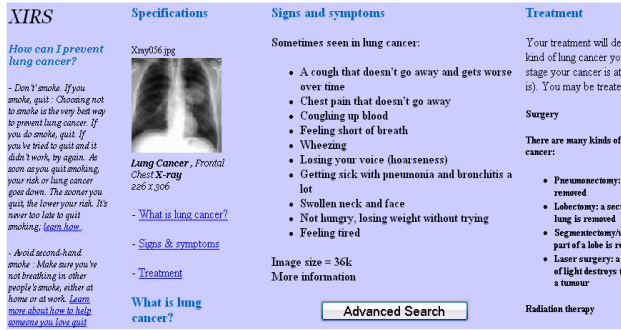 XIRS
How can I prevent
lung cancer?
- Don't' smoke. If you
smoke, quit : Choosing not
to smoke is the very best way
to prevent lung cancer. If
you do smoke, quit. If
you've tried to quit and it
didn't work, try again. As
soon as you quit smoking,
your risk or lung cancer
goes down. The sooner you
quit, the lower your risk. It's
never too late to quit
smoking; learn how .
- Avoid second-hand
smoke : Make sure you're
not breathing in other
people's smoke, either at
home or at work. Learn
more about how to help
someone you love quit
Specifications
Xray056.jpg
Lung Cancer , Frontal
Chest X-ray
226 x 306
- What is lung cancer?
- Signs & symptoms
- Treatment
What is lung
cancer?
Signs and symptoms
Sometimes seen in lung cancer:
• A cough that doesn't go away and gets worse
over time
• Chest pain that doesn't go away
• Coughing up blood
• Feeling short of breath
• Wheezing
• Losing your voice (hoarseness)
• Getting sick with pneumonia and bronchitis a
lot
• Swollen neck and face
• Not hungry, losing weight without trying
• Feeling tired
Image size = 36k
More information
Advanced Search
Treatment
Your treatment will de
kind of lung cancer yo
stage your cancer is at
is). You may be treate
Surgery
There are many kinds of
cancer:
• Pneumonectomy:
removed
• Lobectomy: a sec
lung is removed
• Segmentectomy/w
part of a lobe is re
• Laser surgery: a
of light destroys t
a tumour
Radiation therapy